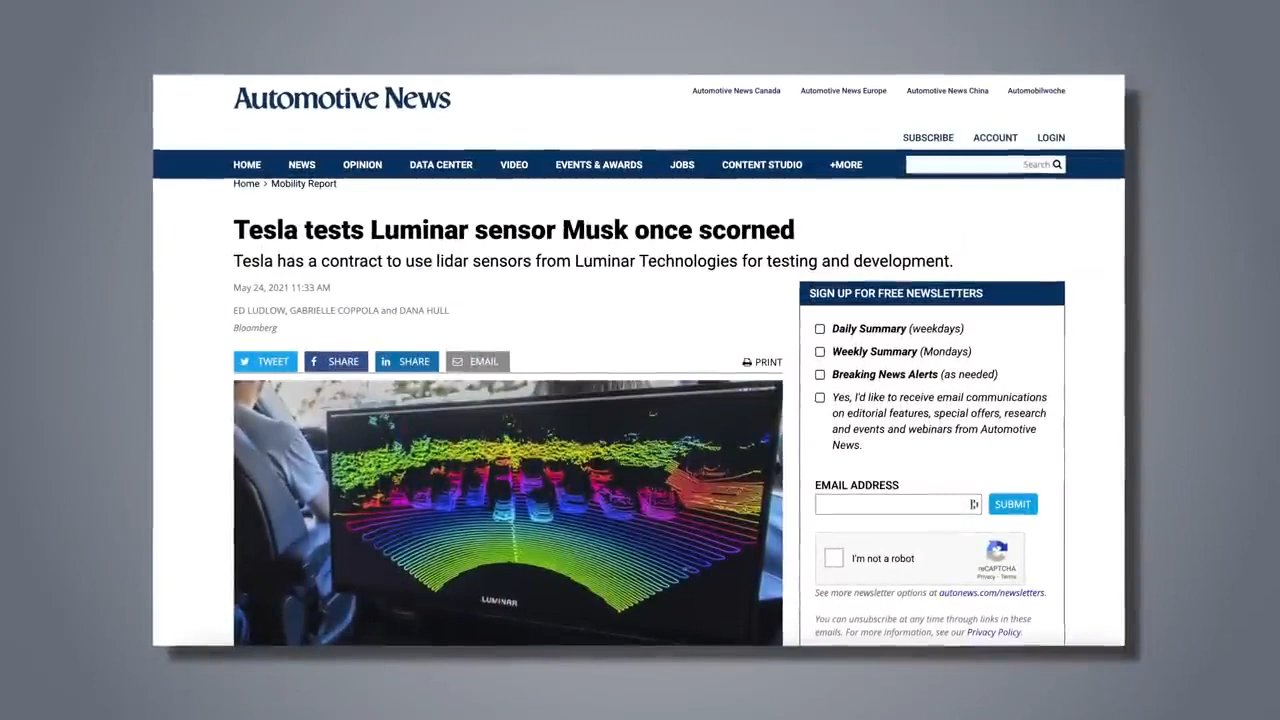 Automotive News
Automotive News Canada Automotive News Europe Automotive News China Automobilwoche
SUBSCRIBE ACCOUNT LOGIN
HOME NEWS OPINION DATA CENTER VIDEO EVENTS & AWARDS JOBS CONTENT STUDIO +MORE Search
Home > Mobility Report
Tesla tests Luminar sensor Musk once scorned
Tesla has a contract to use lidar sensors from Luminar Technologies for testing and development.
May 24, 2021 11:33 AM
ED LUDLOW, GABRIELLE COPPOLA and DANA HULL
Bloomberg
TWEET SHARE SHARE EMAIL PRINT
LUMINAR
SIGN UP FOR FREE NEWSLETTERS
Daily Summary (weekdays)
Weekly Summary (Mondays)
Breaking News Alerts (as needed)
Yes, I'd like to receive email communications
on editorial features, special offers, research
and events and webinars from Automotive
News.
EMAIL ADDRESS
SUBMIT
I'm not a robot
reCAPTCHA
Privacy - Terms
See more newsletter options at autonews.com/newsletters.
You can unsubscribe at any time through links in these
emails. For more information, see our Privacy Policy.